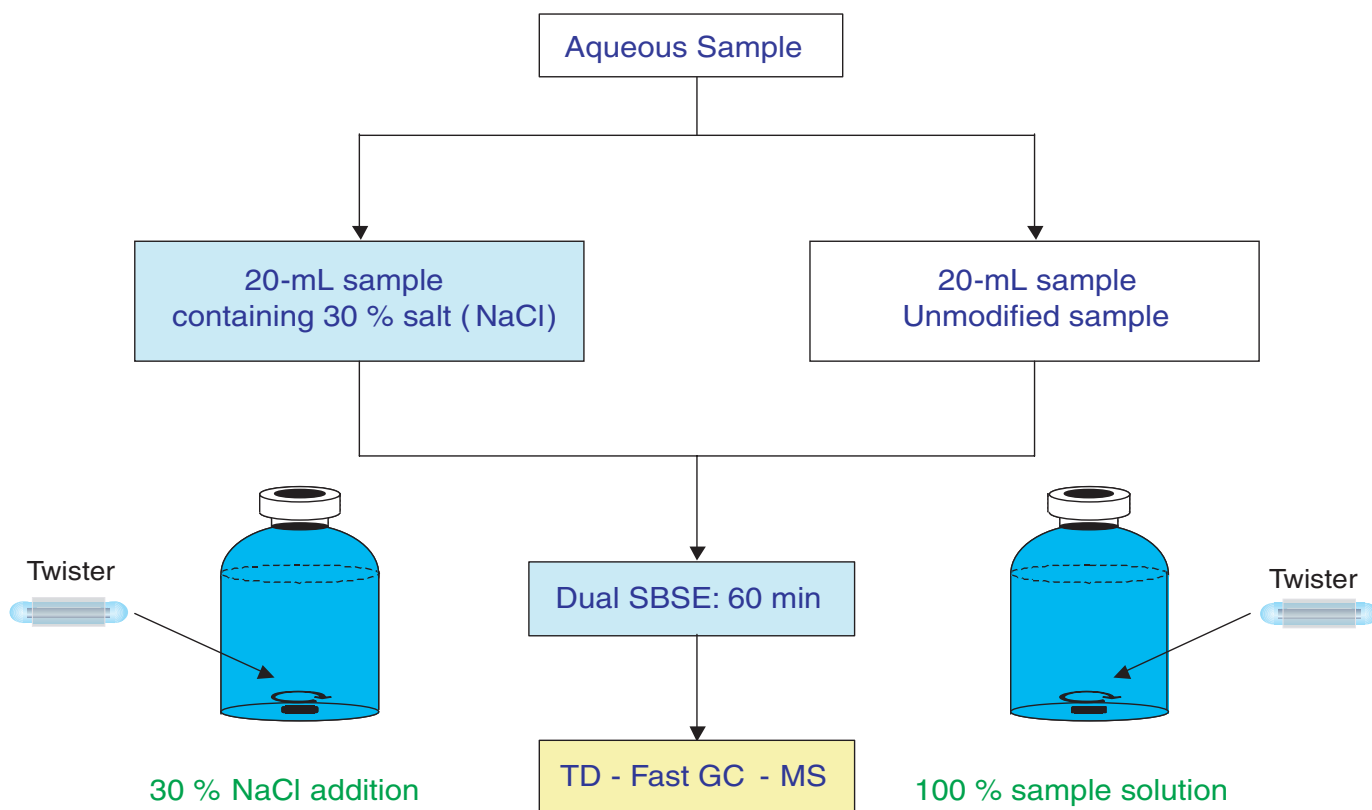 Aqueous Sample
20-mL sample
containing 30 % salt (NaCl)
20-mL sample
Unmodified sample
Twister
Dual SBSE: 60 min
Twister
TD - Fast GC - MS
30 % NaCl addition
100 % sample solution